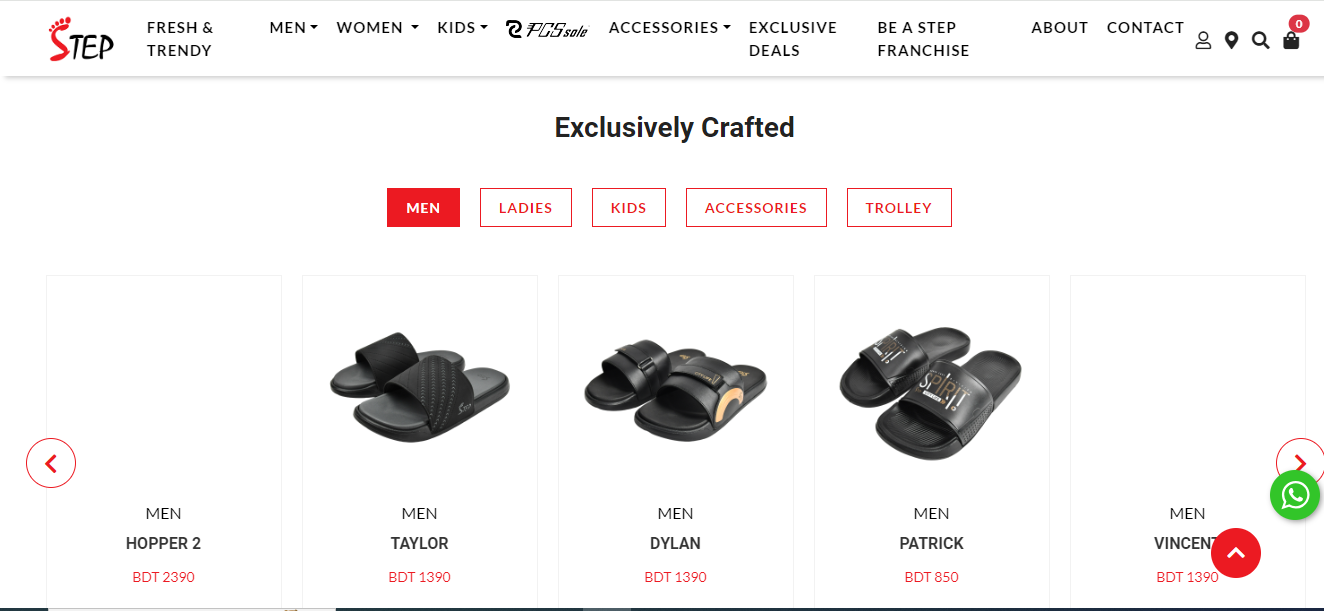 STEP
FRESH &
TRENDY
MEN
WOMEN
KIDS
PCSsole
ACCESSORIES
EXCLUSIVE
DEALS
BE A STEP
FRANCHISE
ABOUT
CONTACT
0
Exclusively Crafted
MEN
LADIES
KIDS
ACCESSORIES
TROLLEY
SPIRIT
SPIRIT
MEN
HOPPER 2
BDT 2390
MEN
TAYLOR
BDT 1390
MEN
DYLAN
BDT 1390
MEN
PATRICK
BDT 850
MEN
VINCENT
BDT 1390